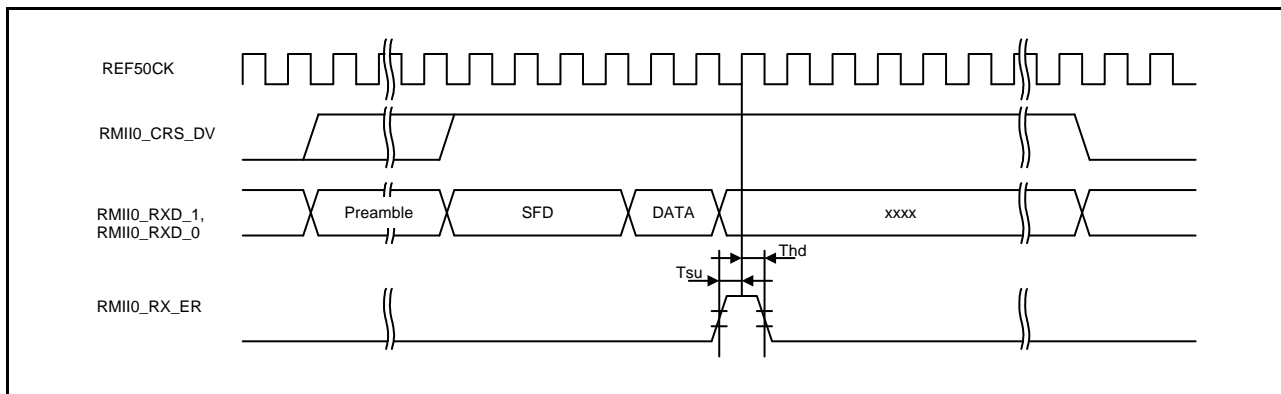 REF50CK
RMII0_CRS_DV
RMII0_RXD_1,
RMII0_RXD_0
Preamble
SFD
DATA
xxxx
Thd
Tsu
RMII0_RX_ER